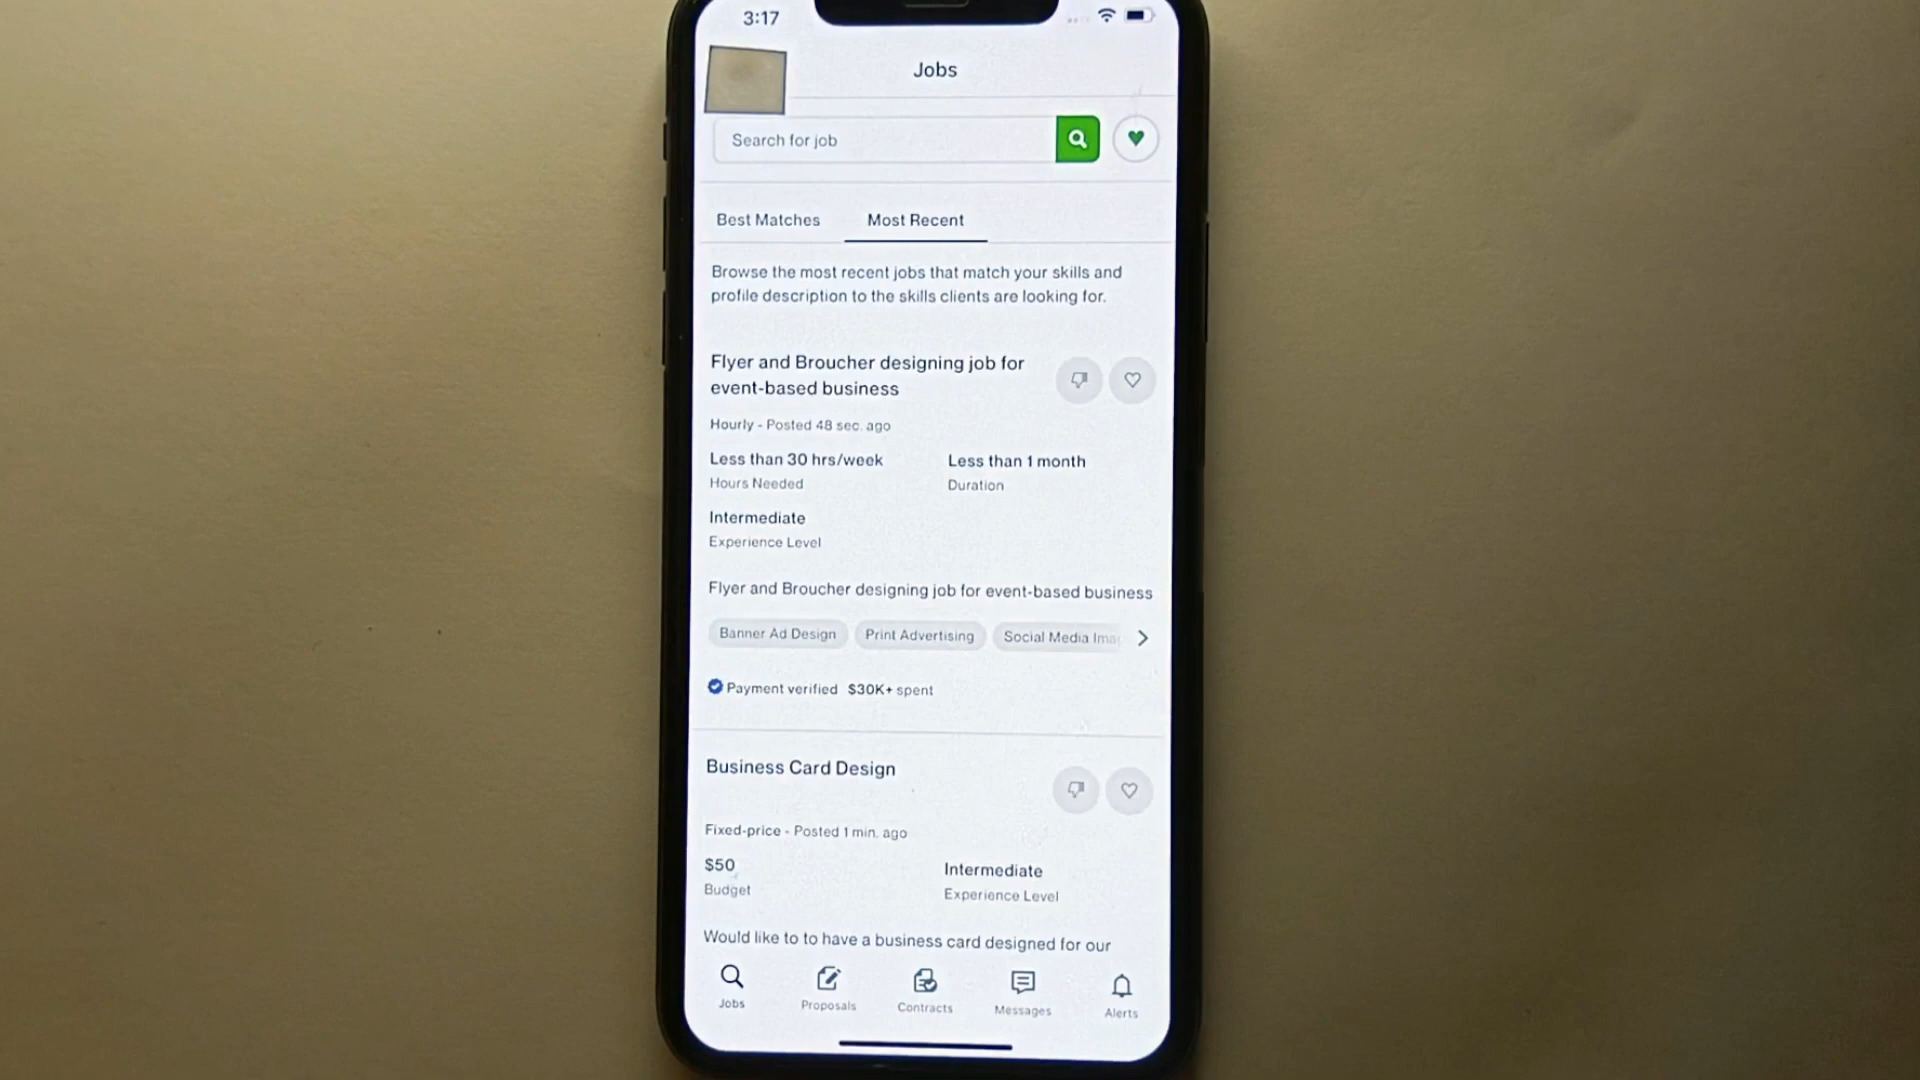 3:17
Jobs
Search for job
Best Matches Most Recent
Browse the most recent jobs that match your skills and
profile description to the skills clients are looking for.
Flyer and Broucher designing job for
event-based business
Hourly - Posted 48 sec. ago
Less than 30 hrs/week Less than 1 month
Hours Needed Duration
Intermediate
Experience Level
Flyer and Broucher designing job for event-based business
Banner Ad Design Print Advertising Social Media Ima
Payment verified $30K+ spent
Business Card Design
Fixed-price - Posted 1 min. ago
$50 Intermediate
Budget Experience Level
Would like to to have a business card designed for our
Jobs Proposals Contracts Messages Alerts